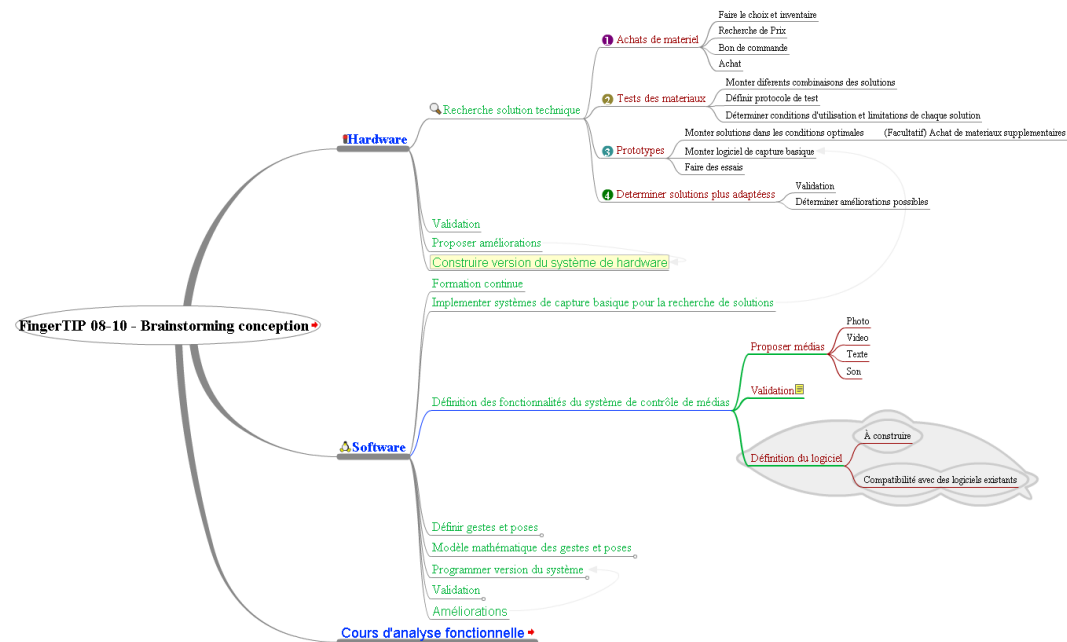 FingerTIP 08-10 - Brainstorming conception
Hardware
Recherche solution technique
1 Achats de materiel
Faire le choix et inventaire
Recherche de Prix
Bon de commande
Achat
2 Tests des materiaux
Monter diferents combinaisons des solutions
Définir protocole de test
Déterminer conditions d'utilisation et limitations de chaque solution
3 Prototypes
Monter solutions dans les conditions optimales
(Facultatif) Achat de materiaux supplementaires
Monter logiciel de capture basique
Faire des essais
4 Determiner solutions plus adaptéess
Validation
Déterminer améliorations possibles
Validation
Proposer améliorations
Construire version du système de hardware
Software
Formation continue
Implementer systèmes de capture basique pour la recherche de solutions
Définition des fonctionnalités du système de contrôle de médias
Proposer médias
Photo
Video
Texte
Son
Validation
Définition du logiciel
À construire
Compatibilité avec des logiciels existants
Définir gestes et poses
Modèle mathématique des gestes et poses
Programmer version du système
Validation
Améliorations
Cours d'analyse fonctionnelle